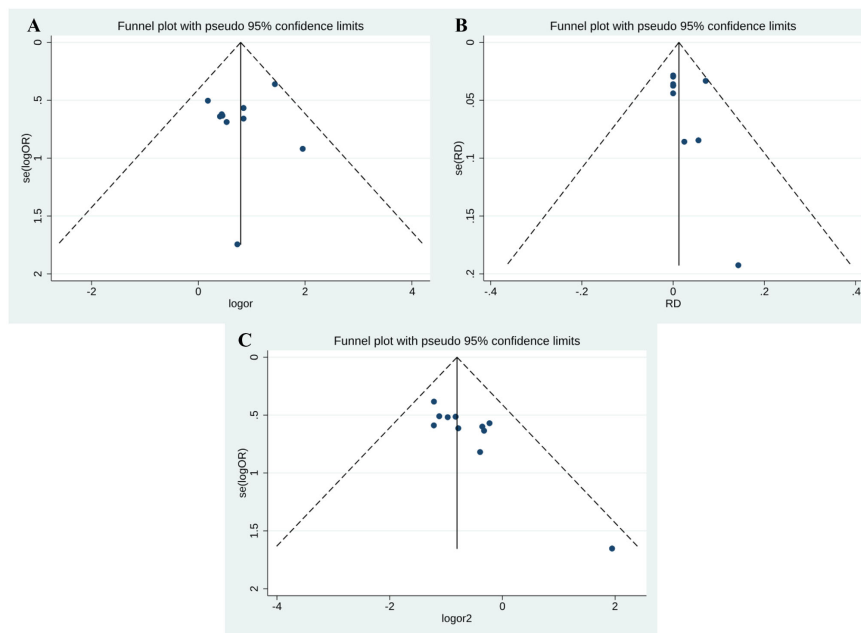 A
Funnel plot with pseudo 95% confidence limits
0
.5
1
1.5
2
se(logOR)
-2
0
2
4
logor
B
Funnel plot with pseudo 95% confidence limits
0
.05
.1
.15
.2
se(RD)
-.4
-.2
0
.2
.4
RD
C
Funnel plot with pseudo 95% confidence limits
0
.5
1
1.5
2
se(logOR)
-4
-2
0
2
logor2